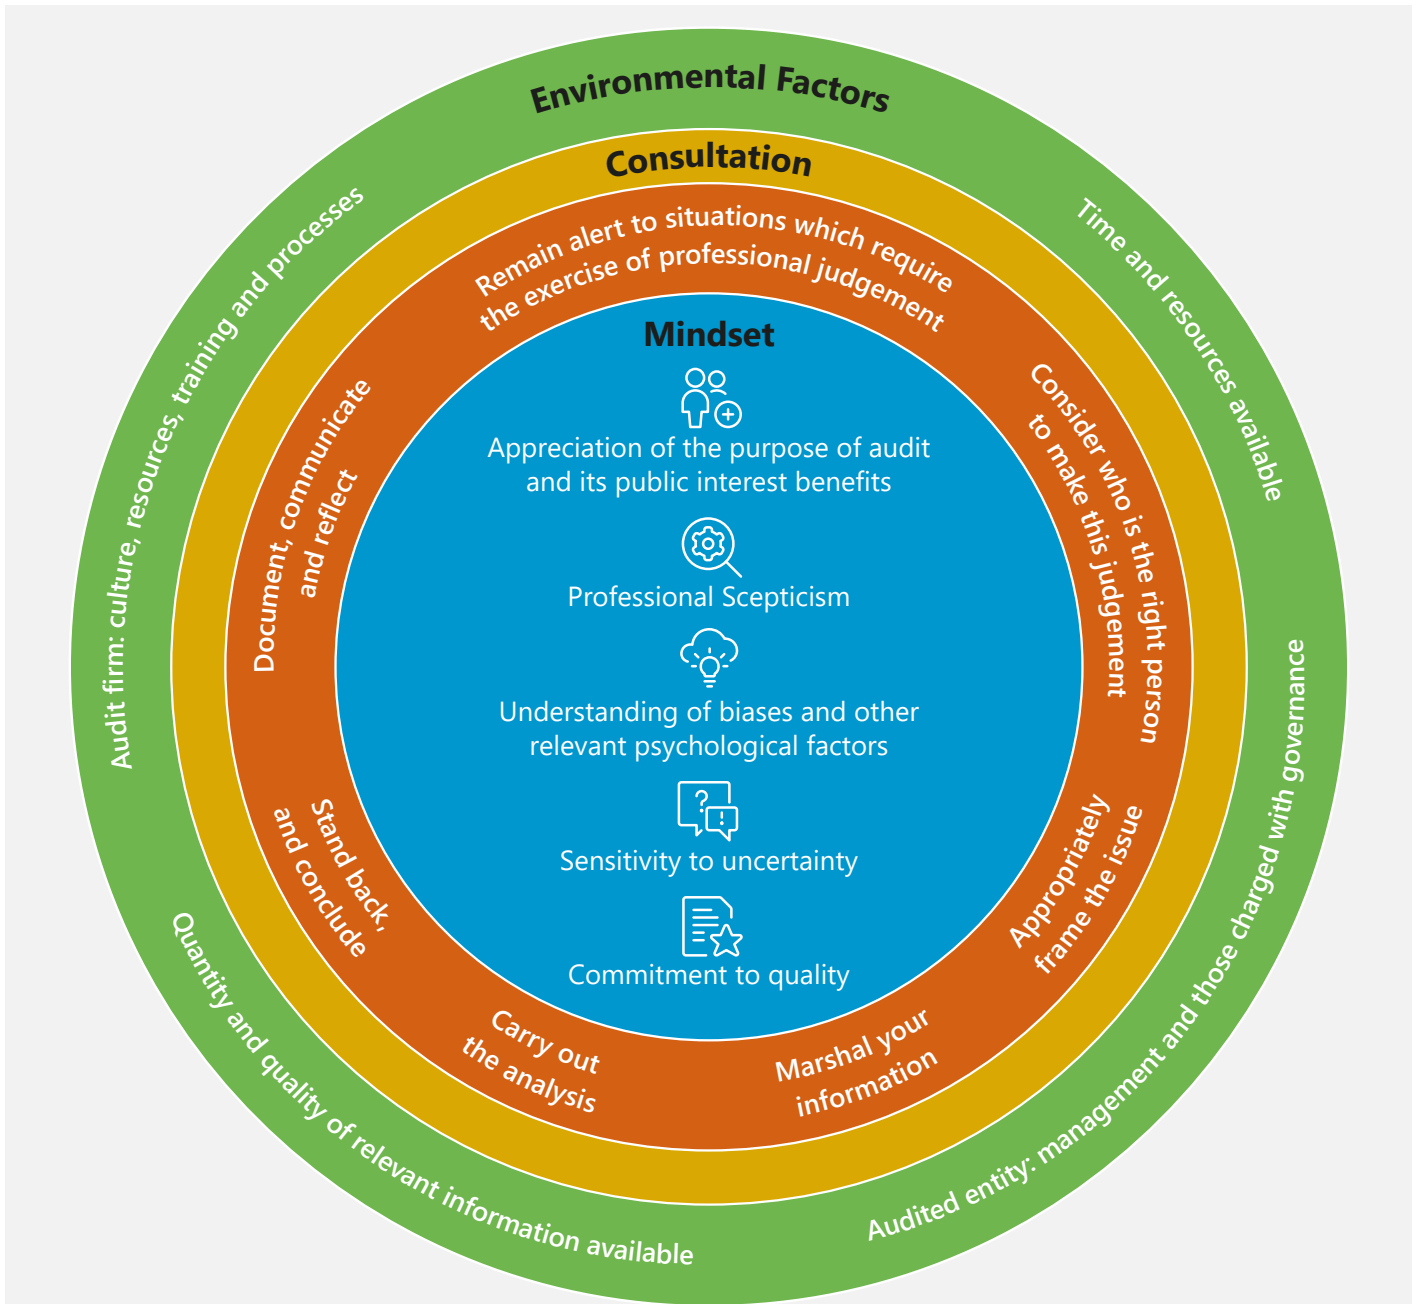 Environmental Factors
Time and resources available
Audited entity: management and those charged with governance
Quantity and quality of relevant information available
Audit firm: culture, resources, training and processes
Consultation
Remain alert to situations which require
the exercise of professional judgement
Consider who is the right person
to make this judgement
Appropriately
frame the issue
Marshal your
information
Carry out
the analysis
Stand back,
and conclude
Document, communicate
and reflect
Mindset
Appreciation of the purpose of audit
and its public interest benefits
Professional Scepticism
Understanding of biases and other
relevant psychological factors
Sensitivity to uncertainty
Commitment to quality